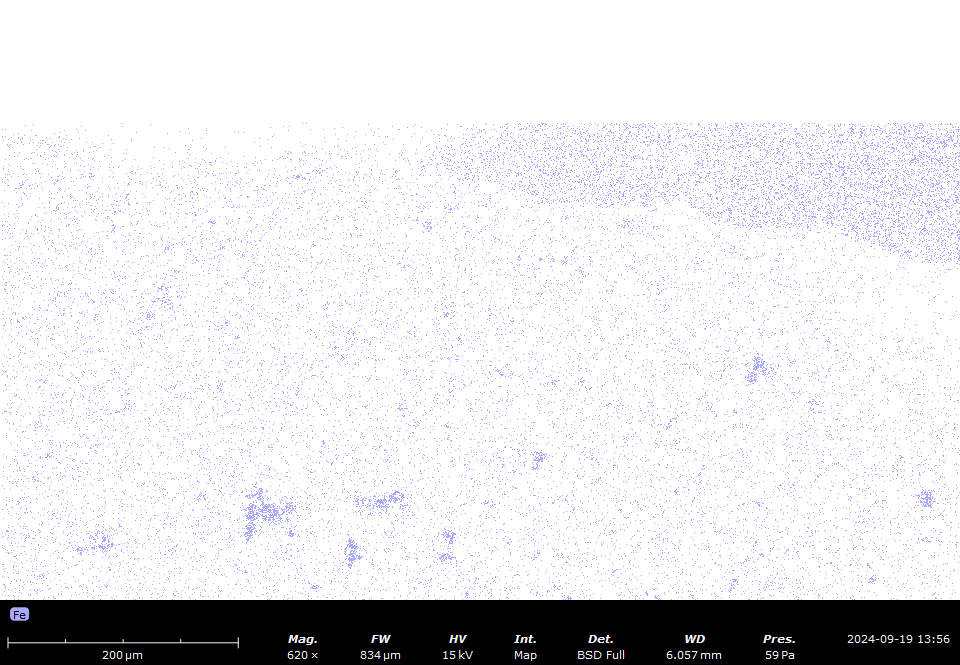 Fe
Mag. FW HV Int. Det. WD Pres. 2024-09-19 13:56
200 µm 620 × 834 µm 15 kV Map BSD Full 6.057 mm 59 Pa